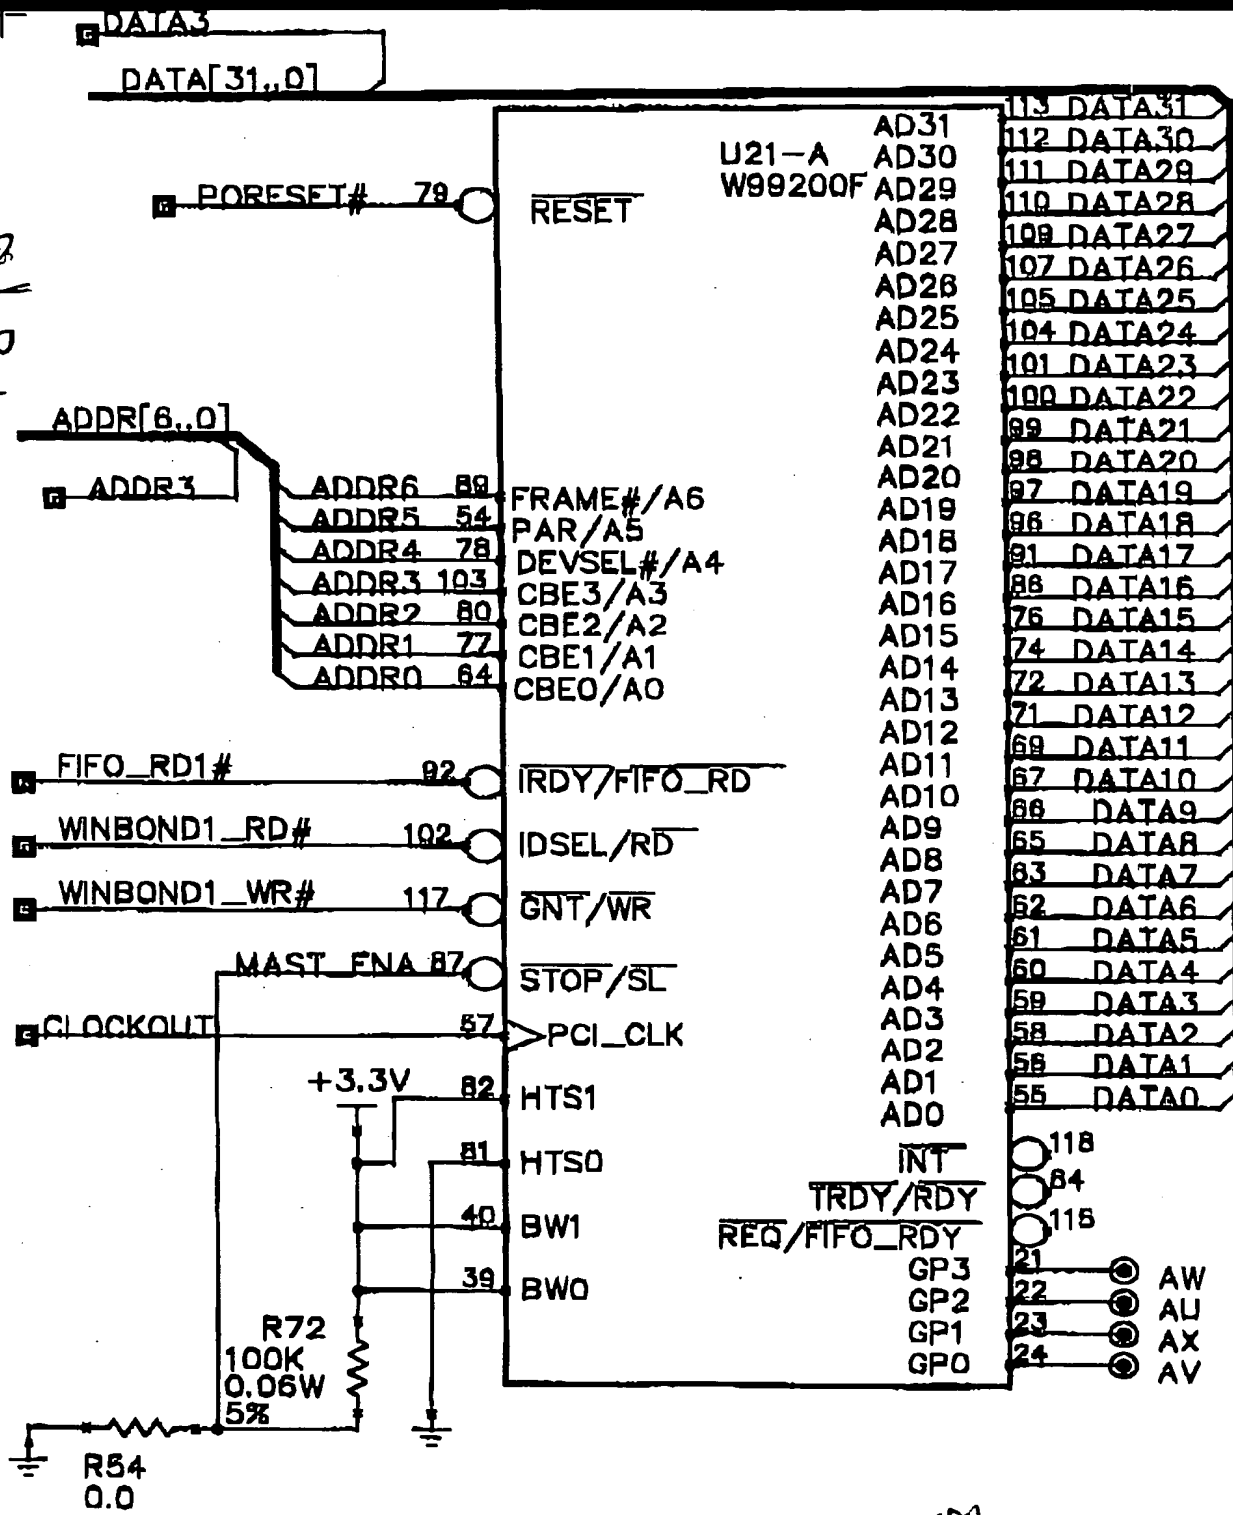 DATA3
DATA[31..0]
U21-A
W99200F
PORESET# 79 RESET
ADDR[6..0]
ADDR3
ADDR6 89 FRAME#/A6
ADDR5 54 PAR/A5
ADDR4 78 DEVSEL#/A4
ADDR3 103 CBE3/A3
ADDR2 80 CBE2/A2
ADDR1 77 CBE1/A1
ADDR0 64 CBE0/A0
FIFO_RD1# 92 IRDY/FIFO_RD
WINBOND1_RD# 102 IDSEL/RD
WINBOND1_WR# 117 GNT/WR
MAST_ENA 87 STOP/SL
CLOCKOUT 57 PCI_CLK
+3.3V
82 HTS1
81 HTS0
40 BW1
39 BW0
R72
100K
0.06W
5%
R54
0.0
AD31 113 DATA31
AD30 112 DATA30
AD29 111 DATA29
AD28 110 DATA28
AD27 109 DATA27
AD26 107 DATA26
AD25 105 DATA25
AD24 104 DATA24
AD23 101 DATA23
AD22 100 DATA22
AD21 99 DATA21
AD20 98 DATA20
AD19 97 DATA19
AD18 96 DATA18
AD17 91 DATA17
AD16 86 DATA16
AD15 76 DATA15
AD14 74 DATA14
AD13 72 DATA13
AD12 71 DATA12
AD11 69 DATA11
AD10 67 DATA10
AD9 66 DATA9
AD8 65 DATA8
AD7 63 DATA7
AD6 62 DATA6
AD5 61 DATA5
AD4 60 DATA4
AD3 59 DATA3
AD2 58 DATA2
AD1 56 DATA1
AD0 55 DATA0
INT 118
TRDY/RDY 84
REQ/FIFO_RDY
GP3 21 AW
GP2 22 AU
GP1 23 AX
GP0 24 AV